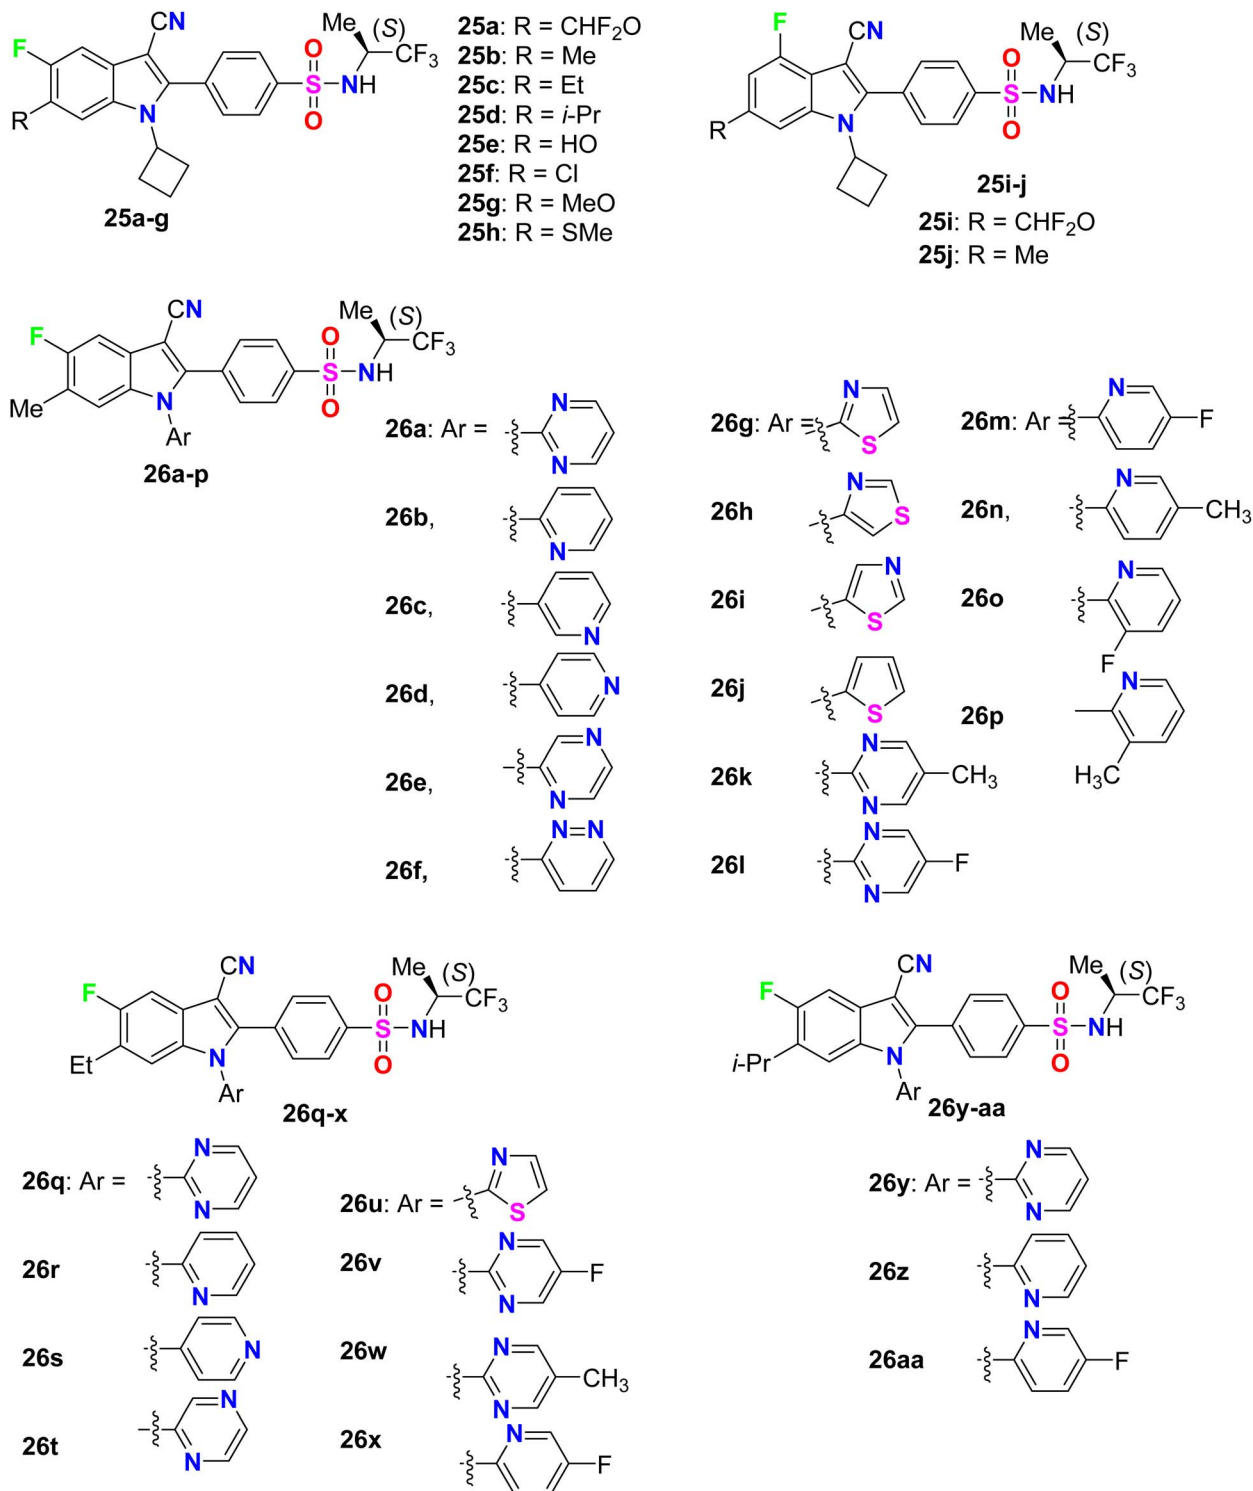 CN
F
R
N
O
S
O
NH
Me
(S)
CF₃
25a-g
25a: R = CHF₂O
25b: R = Me
25c: R = Et
25d: R = i-Pr
25e: R = HO
25f: R = Cl
25g: R = MeO
25h: R = SMe
F
CN
R
N
O
S
O
NH
Me
(S)
CF₃
25i-j
25i: R = CHF₂O
25j: R = Me
CN
F
Me
N
Ar
O
S
O
NH
Me
(S)
CF₃
26a-p
26a: Ar =
N
N
26b,
N
26c,
N
26d,
N
26e,
N
N
26f,
N=N
26g: Ar =
N
S
26h
N
S
26i
N
S
26j
S
26k
N
N
CH₃
26l
N
N
F
26m: Ar =
N
F
26n,
N
CH₃
26o
N
F
26p
N
H₃C
CN
F
Et
N
Ar
O
S
O
NH
Me
(S)
CF₃
26q-x
26q: Ar =
N
N
26r
N
26s
N
26t
N
N
26u: Ar =
N
S
26v
N
N
F
26w
N
N
CH₃
26x
N
F
CN
F
i-Pr
N
Ar
O
S
O
NH
Me
(S)
CF₃
26y-aa
26y: Ar =
N
N
26z
N
26aa
N
F